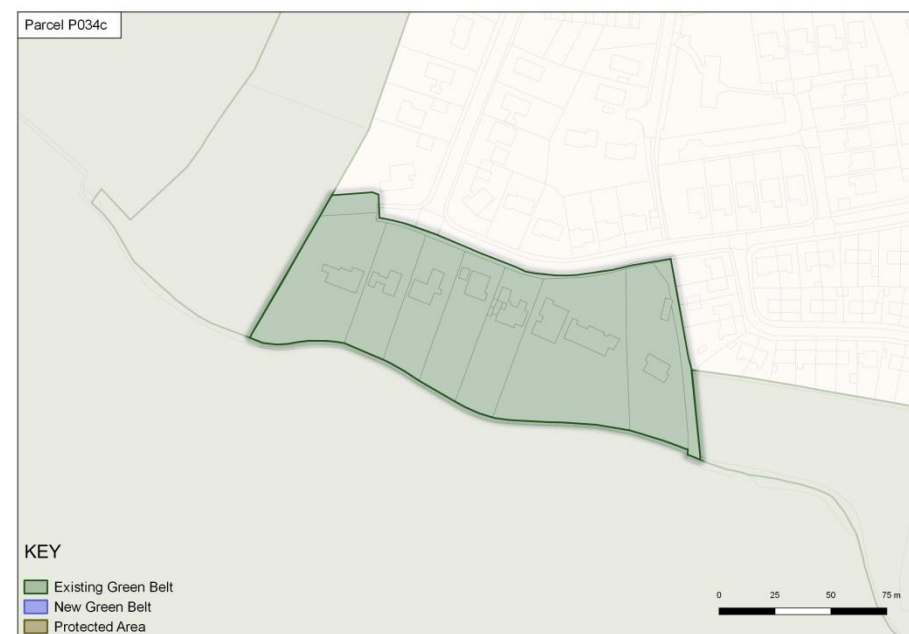 Parcel P034c
KEY
Existing Green Belt
New Green Belt
Protected Area
0 25 50 75 m